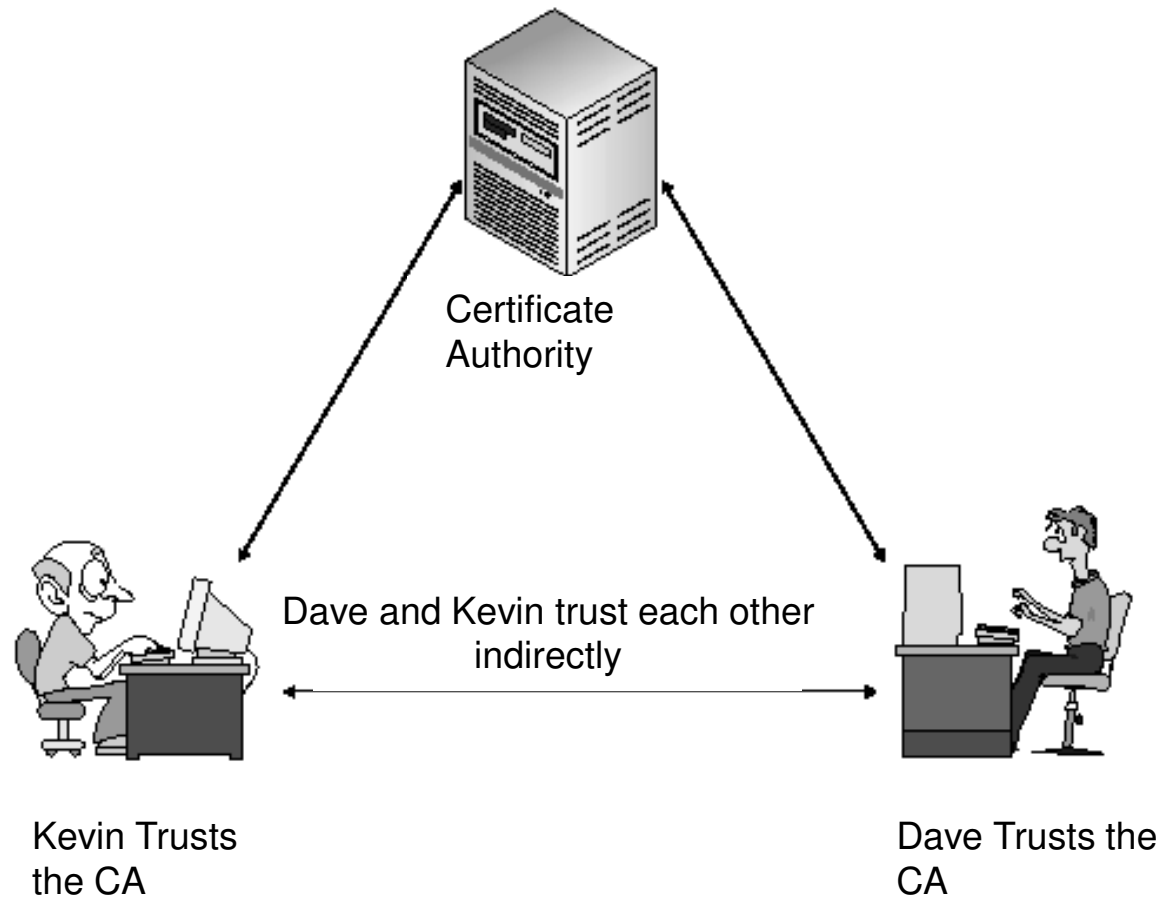 Certificate
Authority
Dave and Kevin trust each other
indirectly
Kevin Trusts
the CA
Dave Trusts the
CA